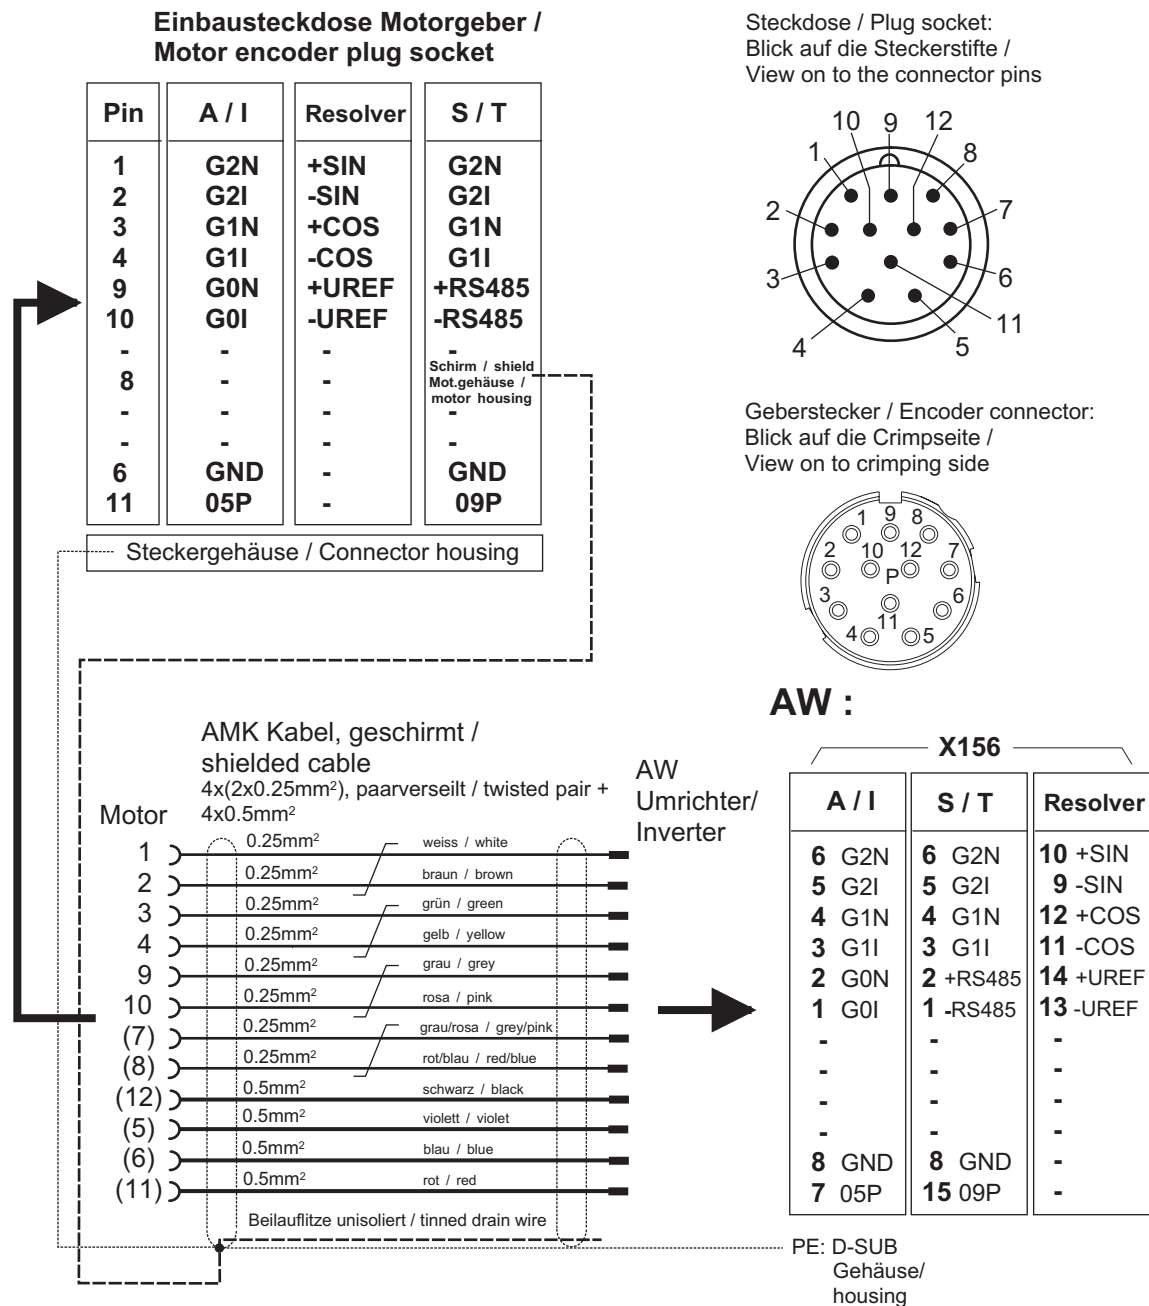 Einbausteckdose Motorgeber /
Motor encoder plug socket
Pin A / I Resolver S / T
1 G2N +SIN G2N
2 G2I -SIN G2I
3 G1N +COS G1N
4 G1I -COS G1I
9 G0N +UREF +RS485
10 G0I -UREF -RS485
- - - -
8 - - Schirm / shield
Mot.gehäuse /
motor housing
- - - -
- - - -
6 GND - GND
11 05P - 09P
Steckergehäuse / Connector housing
Steckdose / Plug socket:
Blick auf die Steckerstifte /
View on to the connector pins
10 9 12
1 8
2 7
3 6
4 5 11
Geberstecker / Encoder connector:
Blick auf die Crimpseite /
View on to crimping side
1 9 8
2 10 12 7
P
3 11 6
4 5
AMK Kabel, geschirmt /
shielded cable
4x(2x0.25mm²), paarverseilt / twisted pair +
4x0.5mm²
Motor
AW
Umrichter/
Inverter
1 0.25mm² weiss / white
2 0.25mm² braun / brown
3 0.25mm² grün / green
4 0.25mm² gelb / yellow
9 0.25mm² grau / grey
10 0.25mm² rosa / pink
(7) 0.25mm² grau/rosa / grey/pink
(8) 0.25mm² rot/blau / red/blue
(12) 0.5mm² schwarz / black
(5) 0.5mm² violett / violet
(6) 0.5mm² blau / blue
(11) 0.5mm² rot / red
Beilauflitze unisoliert / tinned drain wire
AW :
X156
A / I S / T Resolver
6 G2N 6 G2N 10 +SIN
5 G2I 5 G2I 9 -SIN
4 G1N 4 G1N 12 +COS
3 G1I 3 G1I 11 -COS
2 G0N 2 +RS485 14 +UREF
1 G0I 1 -RS485 13 -UREF
- - -
- - -
- - -
- - -
8 GND 8 GND -
7 05P 15 09P -
PE: D-SUB
Gehäuse/
housing